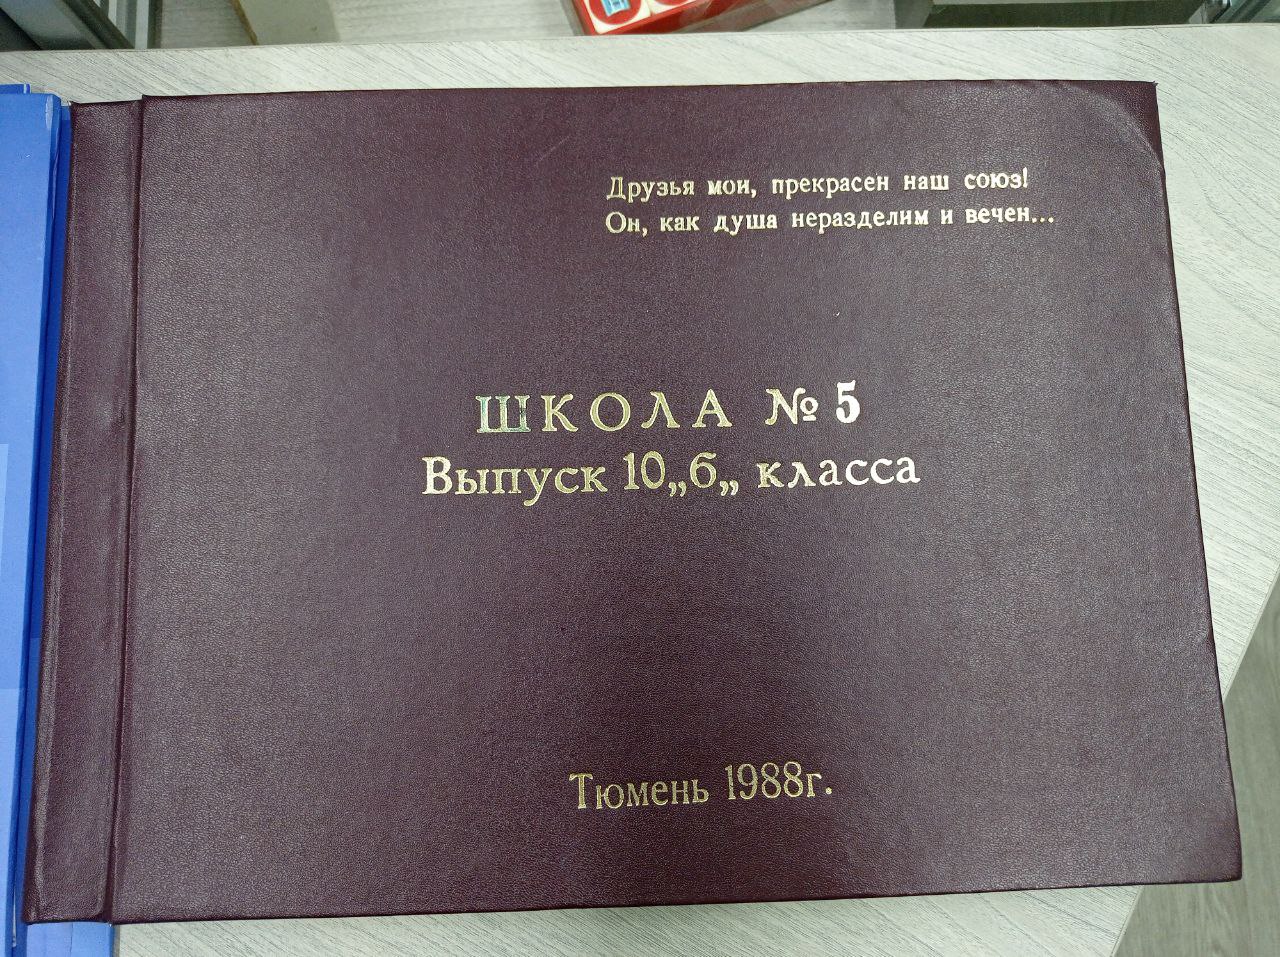 Друзья мои, прекрасен наш союз!
Он, как душа неразделим и вечен...
ШКОЛА № 5
Выпуск 10„б„ класса
Тюмень 1988г.